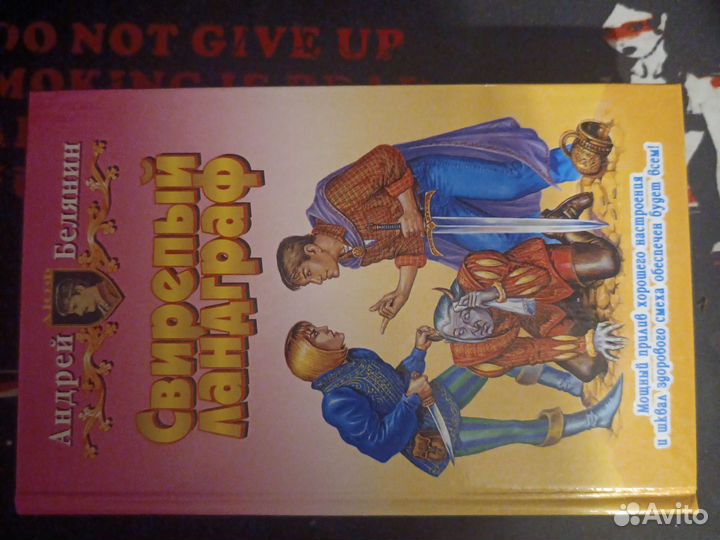 DO NOT GIVE UP
Андрей Белянин
Свирепый
ландграф
Мощный прилив хорошего настроения
и шквал здорового смеха обеспечен будет всем!
Avito